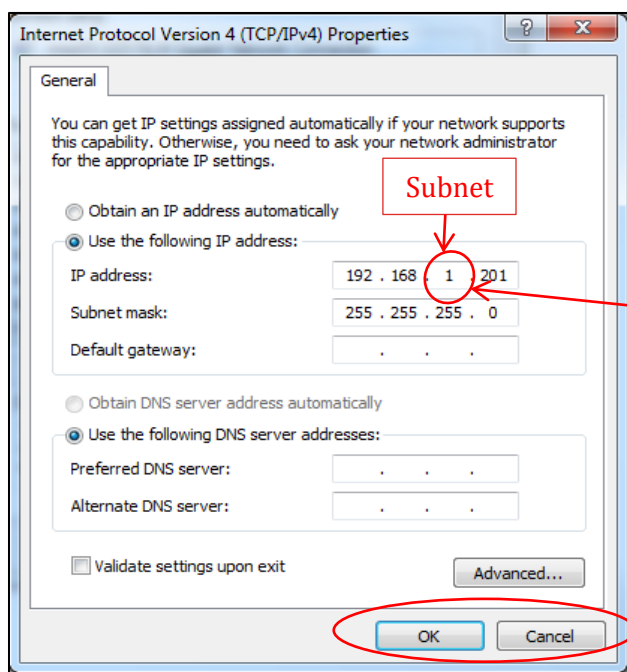 Internet Protocol Version 4 (TCP/IPv4) Properties
?
X
General
You can get IP settings assigned automatically if your network supports
this capability. Otherwise, you need to ask your network administrator
for the appropriate IP settings.
Subnet
Obtain an IP address automatically
Use the following IP address:
IP address: 192 . 168 . 1 . 201
Subnet mask: 255 . 255 . 255 . 0
Default gateway: . . .
Obtain DNS server address automatically
Use the following DNS server addresses:
Preferred DNS server: . . .
Alternate DNS server: . . .
Validate settings upon exit
Advanced...
OK Cancel